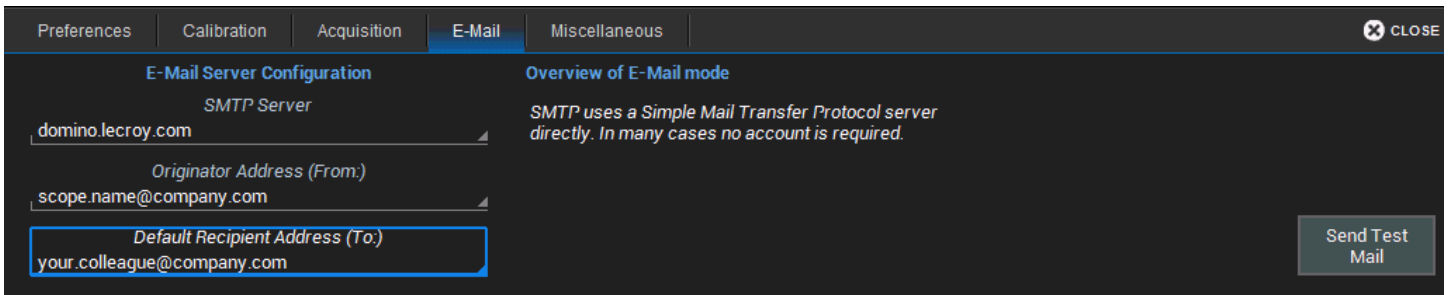 Preferences
Calibration
Acquisition
E-Mail
Miscellaneous
CLOSE
E-Mail Server Configuration
SMTP Server
domino.lecroy.com
Originator Address (From:)
scope.name@company.com
Default Recipient Address (To:)
your.colleague@company.com
Overview of E-Mail mode
SMTP uses a Simple Mail Transfer Protocol server
directly. In many cases no account is required.
Send Test
Mail